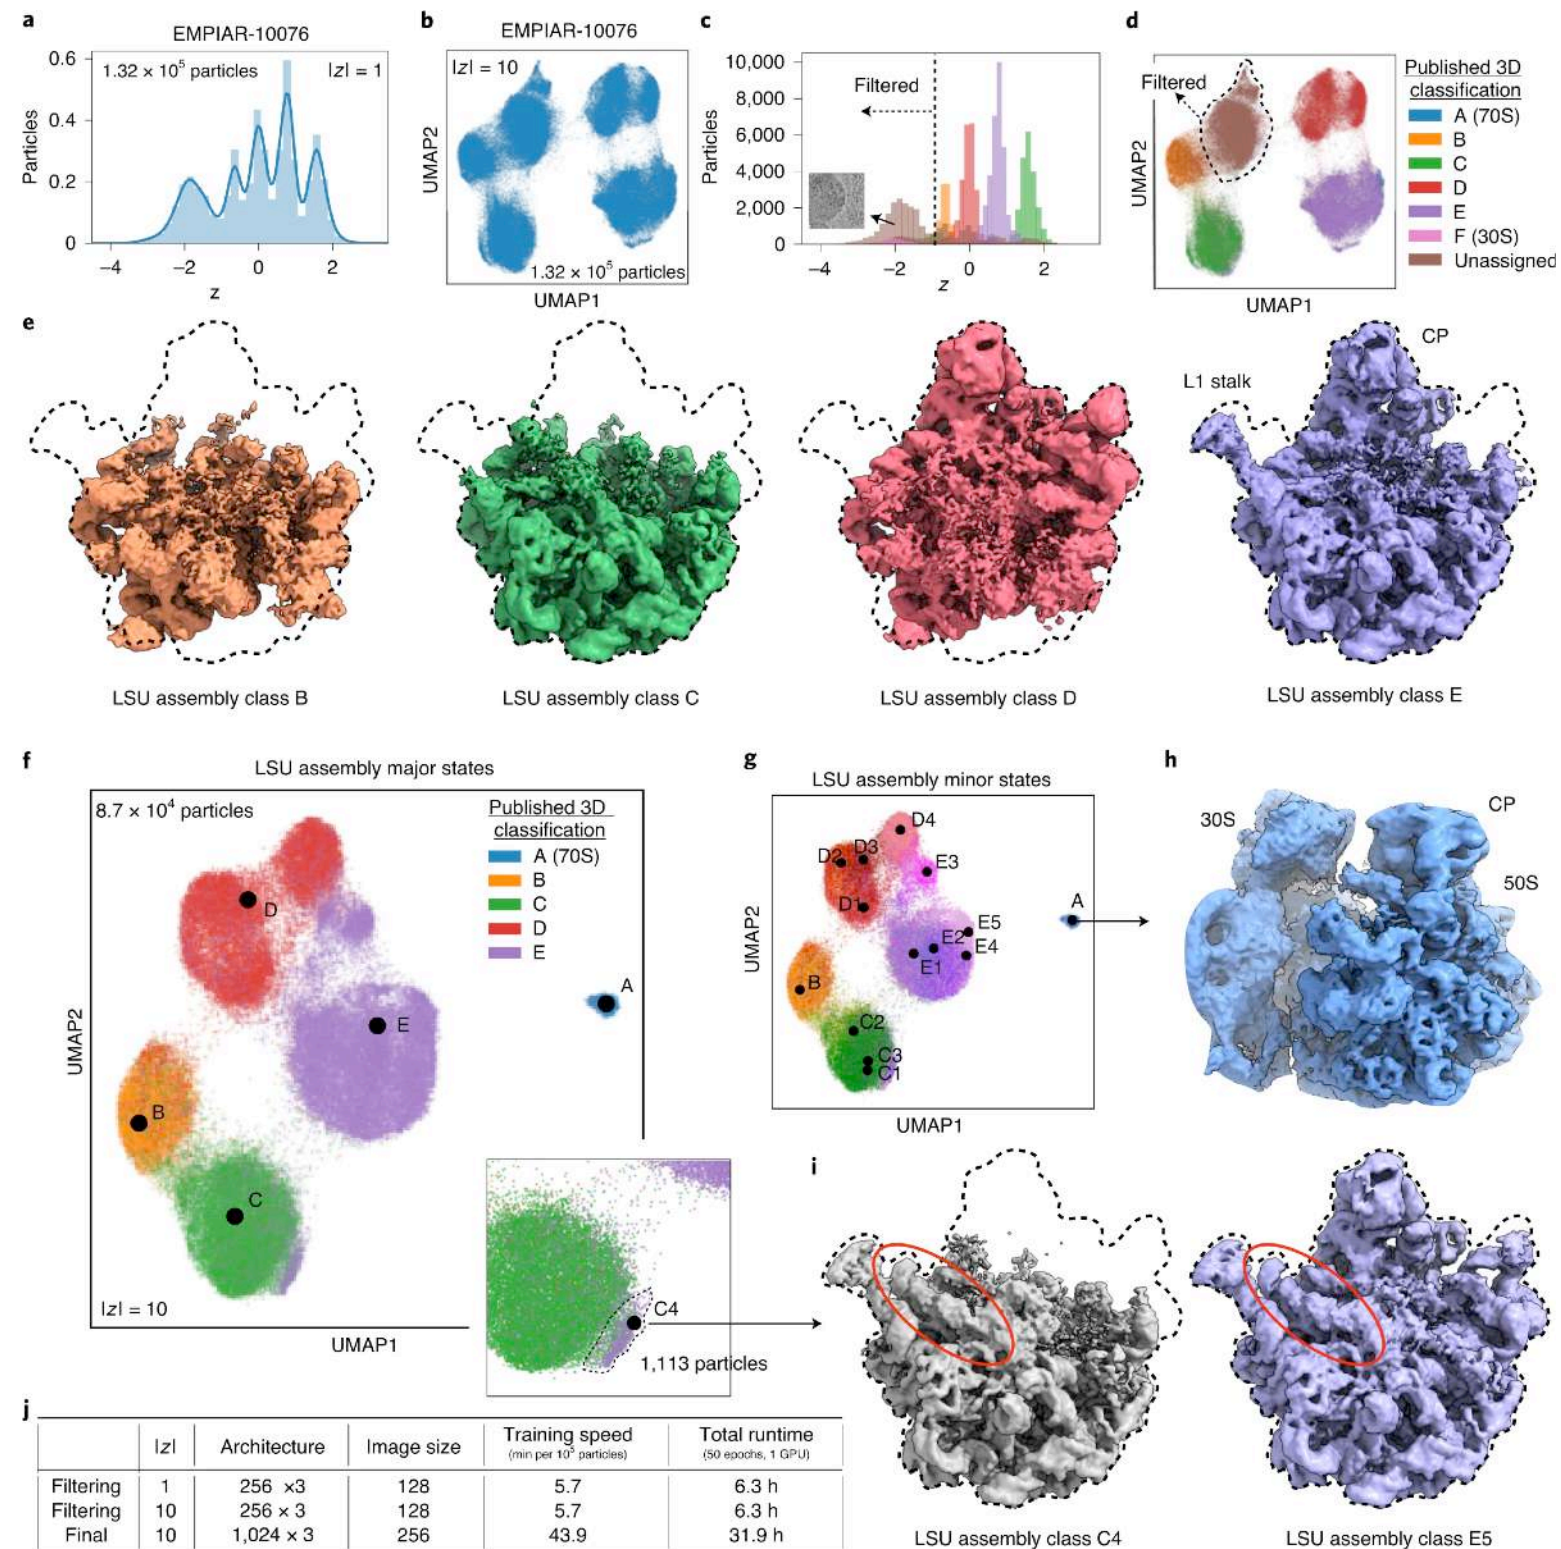 a
EMPIAR-10076
1.32 × 10⁵ particles
|z| = 1
0.6
0.4
0.2
0
Particles
−4
−2
0
2
z
b
EMPIAR-10076
|z| = 10
1.32 × 10⁵ particles
UMAP2
UMAP1
c
10,000
8,000
6,000
4,000
2,000
0
Particles
Filtered
−4
−2
0
2
z
d
Filtered
UMAP2
UMAP1
Published 3D
classification
A (70S)
B
C
D
E
F (30S)
Unassigned
e
CP
L1 stalk
LSU assembly class B
LSU assembly class C
LSU assembly class D
LSU assembly class E
f
LSU assembly major states
8.7 × 10⁴ particles
Published 3D
classification
A (70S)
B
C
D
E
D
A
E
B
C
|z| = 10
UMAP2
UMAP1
C4
1,113 particles
g
LSU assembly minor states
D4
D3
D2
E3
D1
A
E5
E2
E4
E1
B
C2
C3
C1
UMAP2
UMAP1
h
30S
CP
50S
i
LSU assembly class C4
LSU assembly class E5
j
|z| Architecture Image size Training speed (min per 10⁵ particles) Total runtime (50 epochs, 1 GPU)
Filtering 1 256 ×3 128 5.7 6.3 h
Filtering 10 256 × 3 128 5.7 6.3 h
Final 10 1,024 × 3 256 43.9 31.9 h